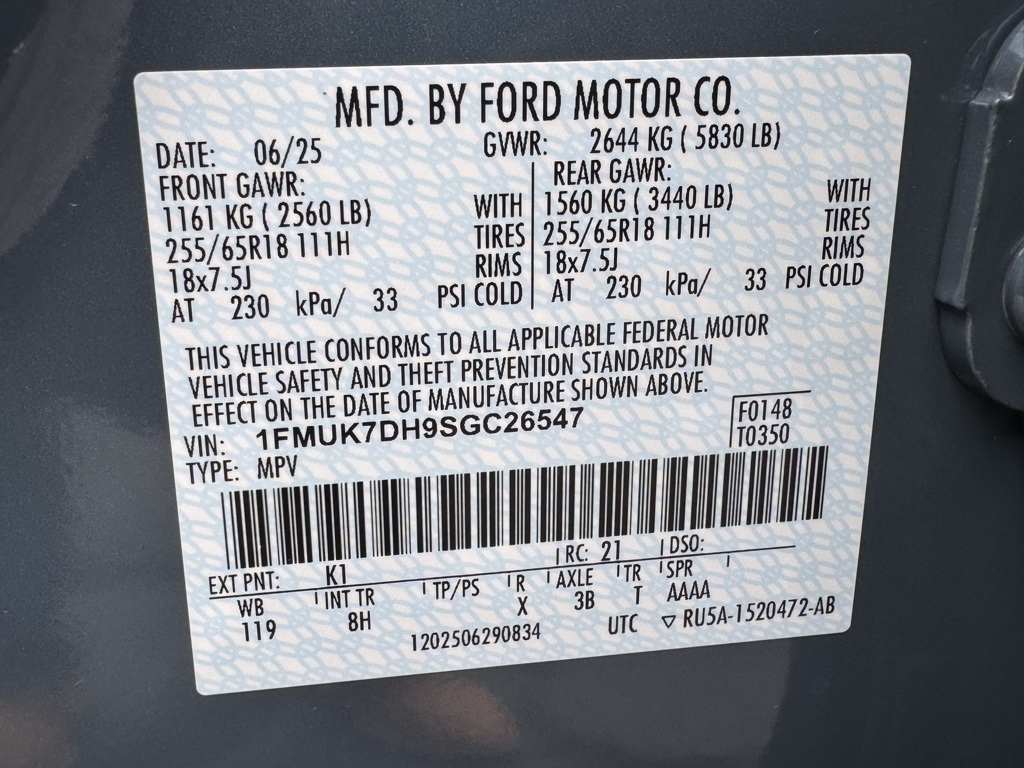 MFD. BY FORD MOTOR CO.
DATE: 06/25 GVWR: 2644 KG ( 5830 LB)
FRONT GAWR: REAR GAWR:
1161 KG ( 2560 LB) WITH 1560 KG ( 3440 LB) WITH
255/65R18 111H TIRES 255/65R18 111H TIRES
18x7.5J RIMS 18x7.5J RIMS
AT 230 kPa/ 33 PSI COLD AT 230 kPa/ 33 PSI COLD
THIS VEHICLE CONFORMS TO ALL APPLICABLE FEDERAL MOTOR
VEHICLE SAFETY AND THEFT PREVENTION STANDARDS IN
EFFECT ON THE DATE OF MANUFACTURE SHOWN ABOVE.
VIN: 1FMUK7DH9SGC26547 F0148
TYPE: MPV T0350
EXT PNT: K1 RC: 21 DSO:
WB INT TR TP/PS R AXLE TR SPR
119 8H X 3B T AAAA
1202506290834 UTC ▽ RU5A-1520472-AB